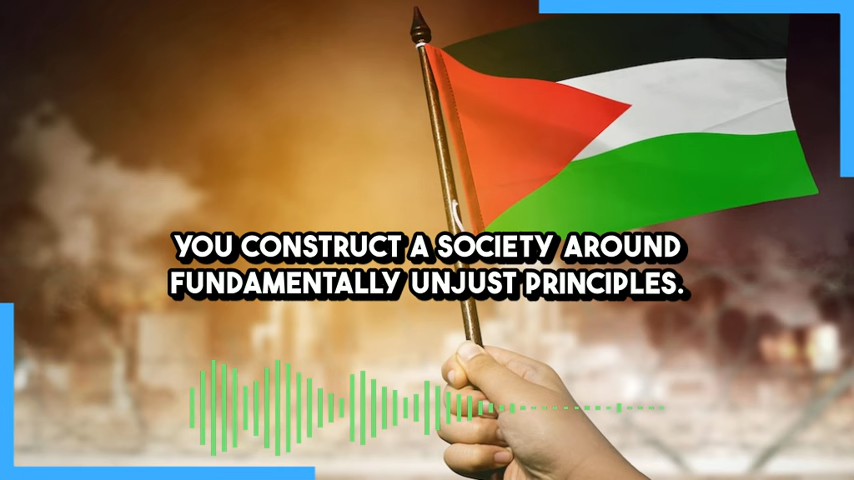 YOU CONSTRUCT A SOCIETY AROUND
FUNDAMENTALLY UNJUST PRINCIPLES.